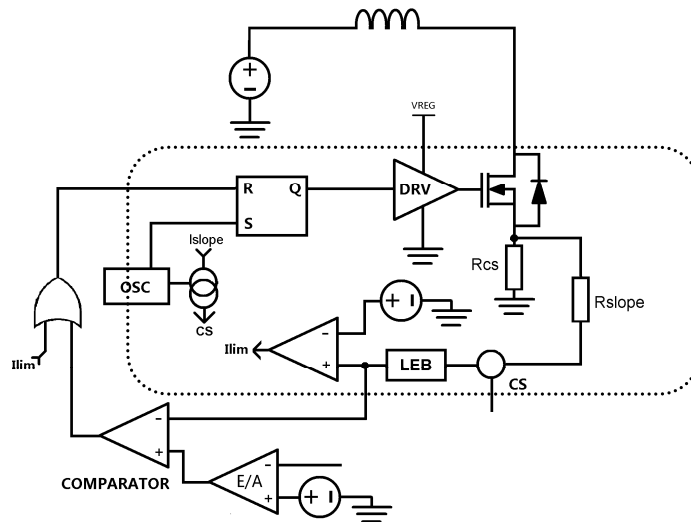 +
-
VREG
R
Q
S
DRV
Islope
OSC
CS
Rcs
Rslope
+
-
Ilim
-
+
LEB
CS
Ilim
-
+
COMPARATOR
E/A
-
+
+
-